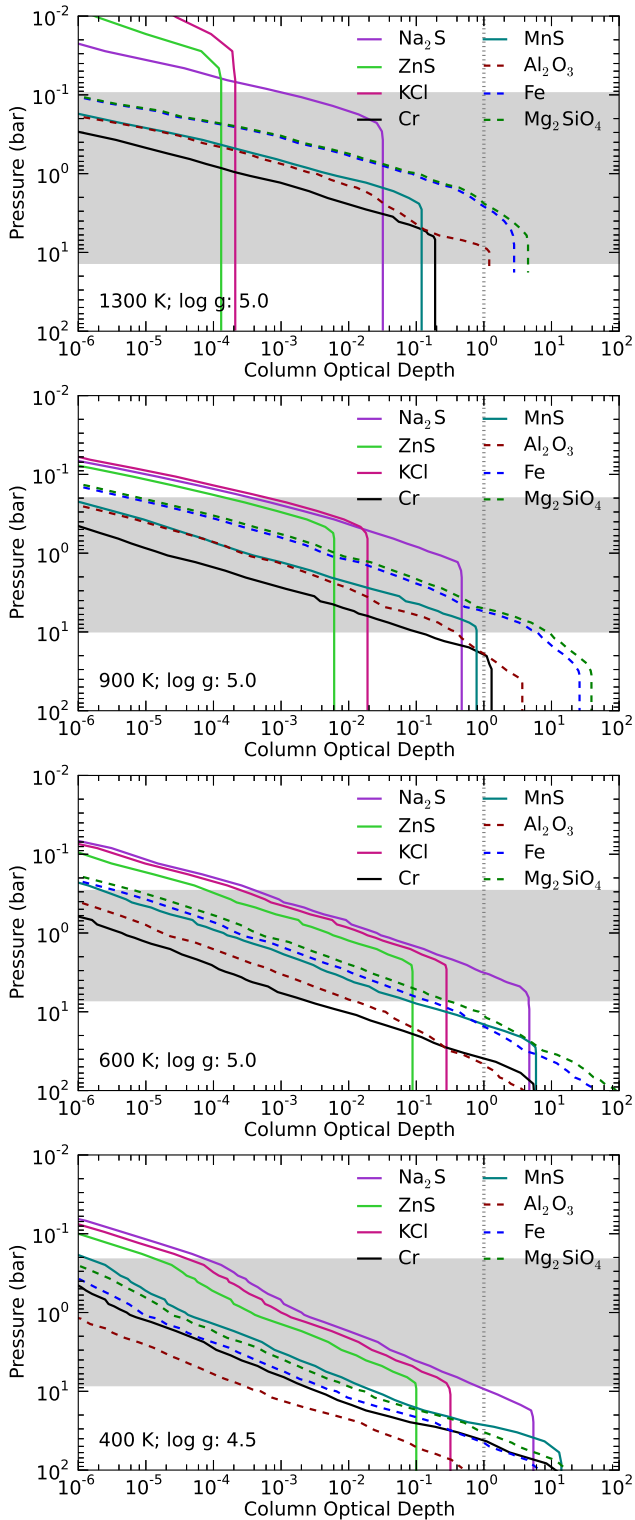 10⁻²
Na₂S MnS
ZnS Al₂O₃
10⁻¹
KCl Fe
Cr Mg₂SiO₄
10⁰
Pressure (bar)
10¹
1300 K; log g: 5.0
10²
10⁻⁶ 10⁻⁵ 10⁻⁴ 10⁻³ 10⁻² 10⁻¹ 10⁰ 10¹ 10²
Column Optical Depth
10⁻²
Na₂S MnS
ZnS Al₂O₃
10⁻¹
KCl Fe
Cr Mg₂SiO₄
10⁰
Pressure (bar)
10¹
900 K; log g: 5.0
10²
10⁻⁶ 10⁻⁵ 10⁻⁴ 10⁻³ 10⁻² 10⁻¹ 10⁰ 10¹ 10²
Column Optical Depth
10⁻²
Na₂S MnS
ZnS Al₂O₃
10⁻¹
KCl Fe
Cr Mg₂SiO₄
10⁰
Pressure (bar)
10¹
600 K; log g: 5.0
10²
10⁻⁶ 10⁻⁵ 10⁻⁴ 10⁻³ 10⁻² 10⁻¹ 10⁰ 10¹ 10²
Column Optical Depth
10⁻²
Na₂S MnS
ZnS Al₂O₃
10⁻¹
KCl Fe
Cr Mg₂SiO₄
10⁰
Pressure (bar)
10¹
400 K; log g: 4.5
10²
10⁻⁶ 10⁻⁵ 10⁻⁴ 10⁻³ 10⁻² 10⁻¹ 10⁰ 10¹ 10²
Column Optical Depth